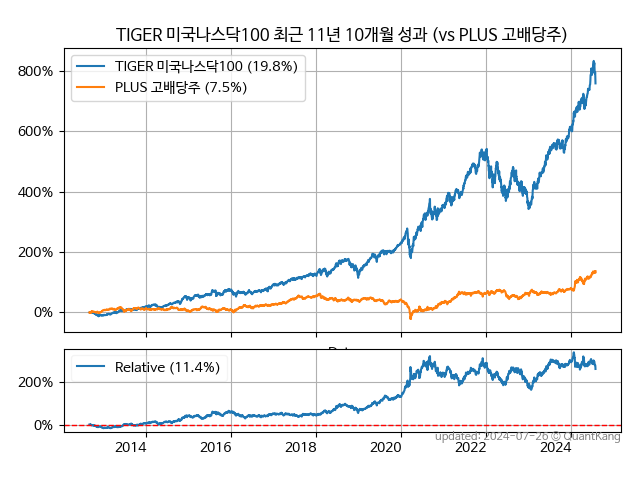 TIGER 미국나스닥100 최근 11년 10개월 성과 (vs PLUS 고배당주)
TIGER 미국나스닥100 (19.8%)
PLUS 고배당주 (7.5%)
800%
600%
400%
200%
0%
Relative (11.4%)
200%
0%
2014 2016 2018 2020 2022 2024
updated: 2024-07-26 © QuantKang